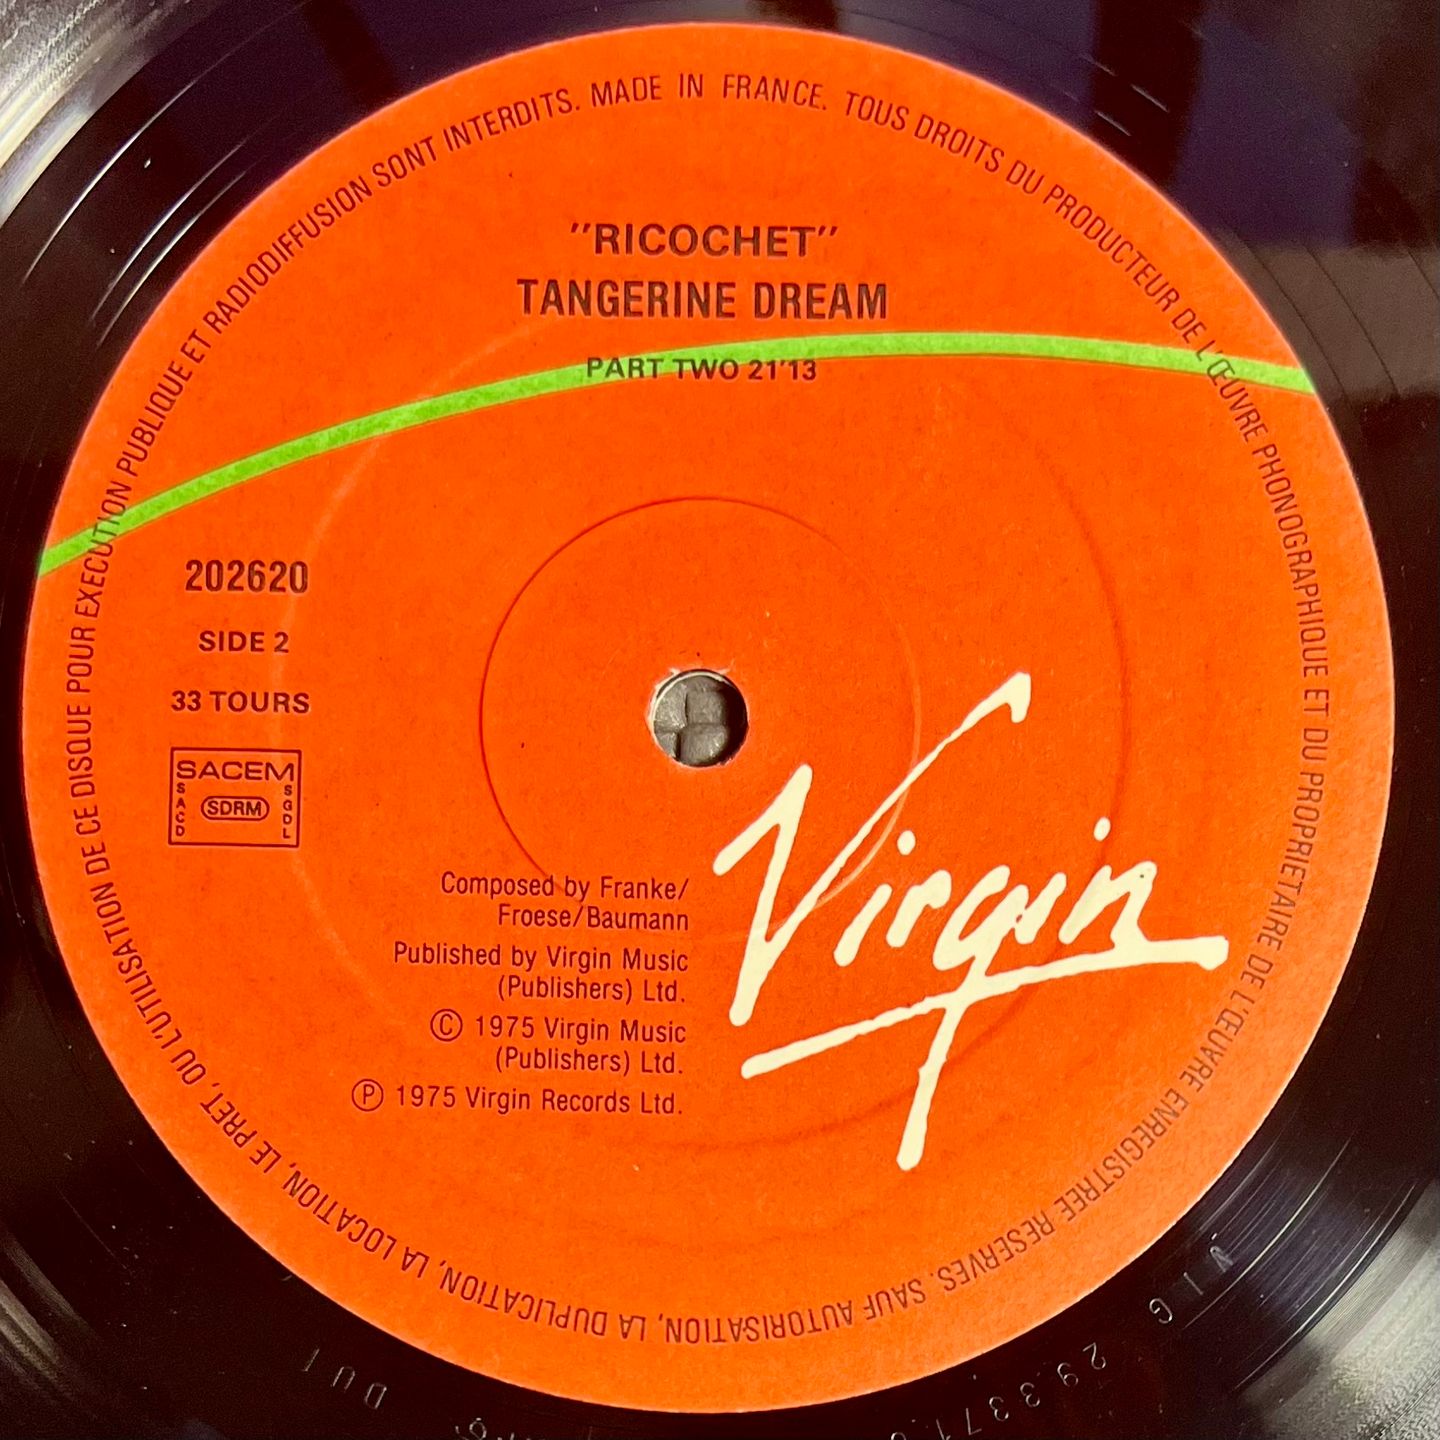 MADE IN FRANCE. TOUS DROITS DU PRODUCTEUR DE L'ŒUVRE PHONOGRAPHIQUE ET DU PROPRIETAIRE DE L'ŒUVRE ENREGISTREE RESERVES. SAUF AUTORISATION, LA DUPLICATION, LA LOCATION, LE PRET, OU L'UTILISATION DE CE DISQUE POUR EXECUTION PUBLIQUE ET RADIODIFFUSION SONT INTERDITS.
"RICOCHET"
TANGERINE DREAM
PART TWO 21'13
202620
SIDE 2
33 TOURS
SACEM
SACD
SDRM
SGDL
Composed by Franke/
Froese/Baumann
Published by Virgin Music
(Publishers) Ltd.
Ⓒ 1975 Virgin Music
(Publishers) Ltd.
Ⓟ 1975 Virgin Records Ltd.
Virgin